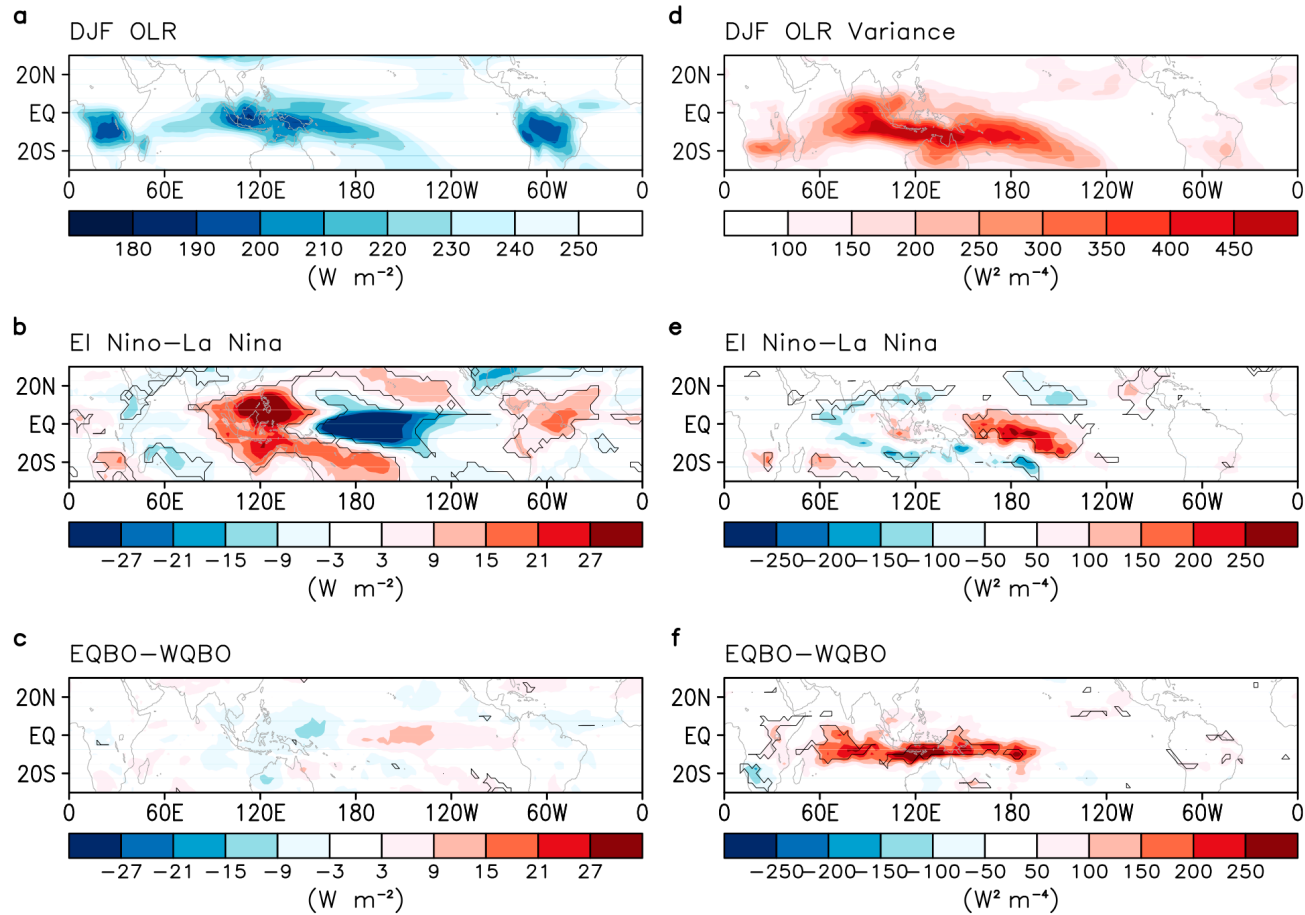 a
DJF OLR
20N
EQ
20S
0 60E 120E 180 120W 60W 0
180 190 200 210 220 230 240 250
(W m⁻²)
b
El Nino−La Nina
20N
EQ
20S
0 60E 120E 180 120W 60W 0
−27 −21 −15 −9 −3 3 9 15 21 27
(W m⁻²)
c
EQBO−WQBO
20N
EQ
20S
0 60E 120E 180 120W 60W 0
−27 −21 −15 −9 −3 3 9 15 21 27
(W m⁻²)
d
DJF OLR Variance
20N
EQ
20S
0 60E 120E 180 120W 60W 0
100 150 200 250 300 350 400 450
(W² m⁻⁴)
e
El Nino−La Nina
20N
EQ
20S
0 60E 120E 180 120W 60W 0
−250 −200 −150 −100 −50 50 100 150 200 250
(W² m⁻⁴)
f
EQBO−WQBO
20N
EQ
20S
0 60E 120E 180 120W 60W 0
−250 −200 −150 −100 −50 50 100 150 200 250
(W² m⁻⁴)